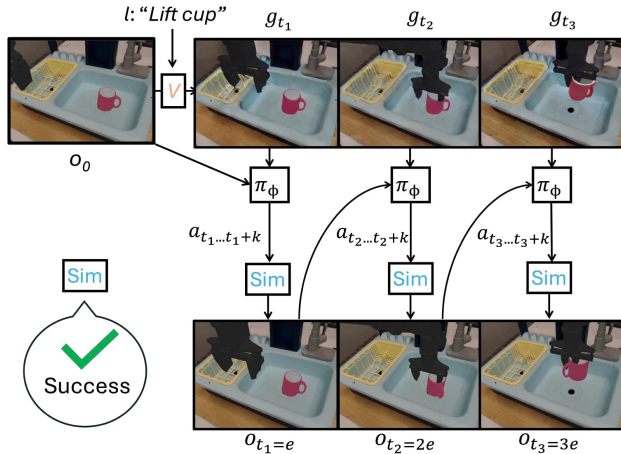 l: “Lift cup”
g_{t_1} g_{t_2} g_{t_3}
V
o_0
π_ϕ π_ϕ π_ϕ
a_{t_1...t_1+k} a_{t_2...t_2+k} a_{t_3...t_3+k}
Sim Sim Sim Sim
Success
o_{t_1=e} o_{t_2=2e} o_{t_3=3e}